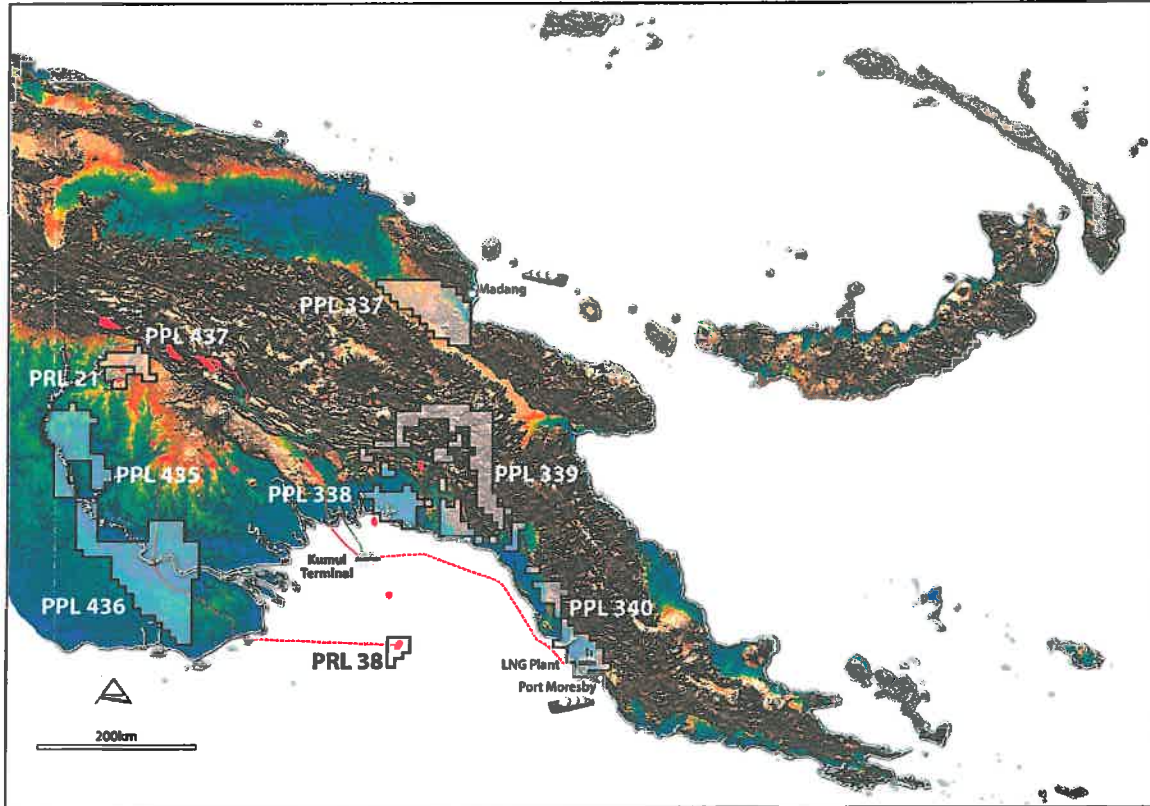 Madang
PPL 337
PPL 437
PRL 21
PPL 435
PPL 338
PPL 339
Kumul
Terminal
PPL 436
PPL 340
PRL 38
LNG Plant
Port Moresby
200km